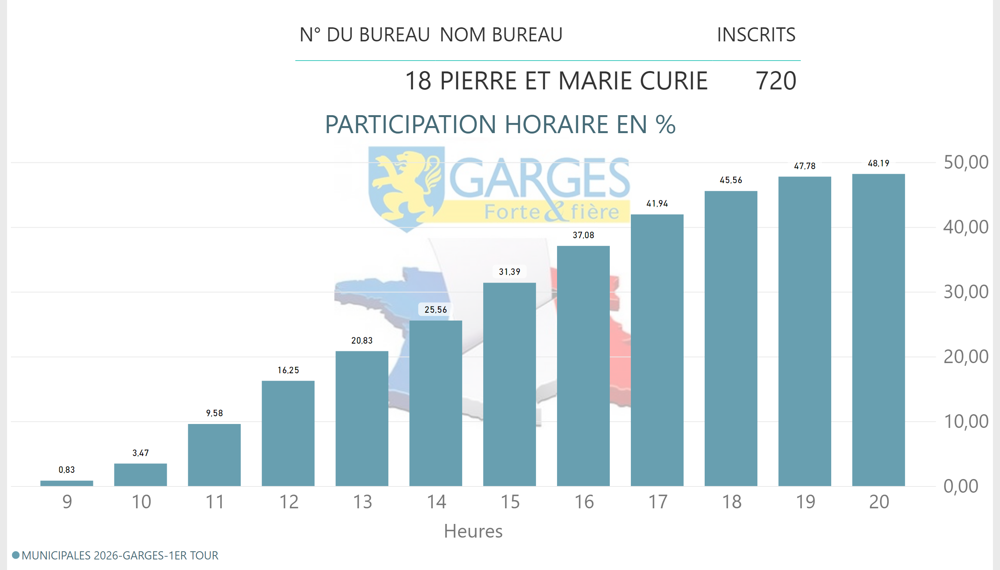 N° DU BUREAU NOM BUREAU INSCRITS
18 PIERRE ET MARIE CURIE 720
PARTICIPATION HORAIRE EN %
GARGES
Forte & fière
50,00
40,00
30,00
20,00
10,00
0,00
0,83
3,47
9,58
16,25
20,83
25,56
31,39
37,08
41,94
45,56
47,78
48,19
9 10 11 12 13 14 15 16 17 18 19 20
Heures
MUNICIPALES 2026-GARGES-1ER TOUR